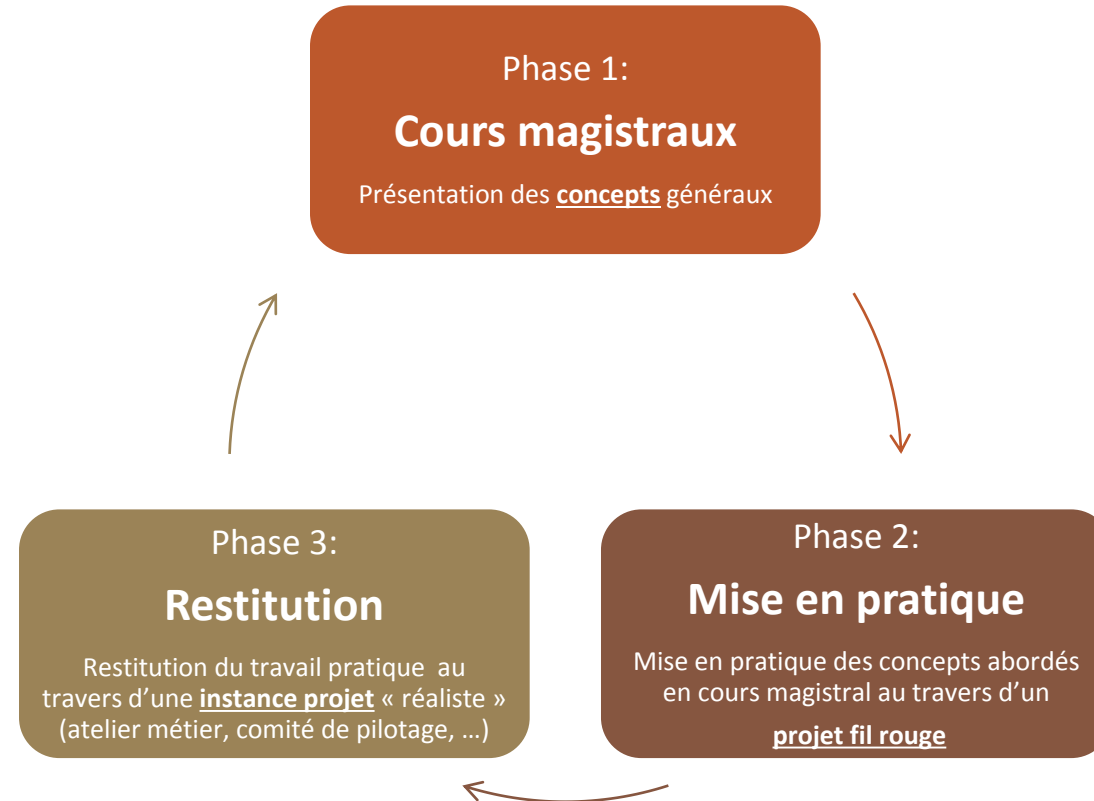 Phase 1:
Cours magistraux
Présentation des concepts généraux
Phase 2:
Mise en pratique
Mise en pratique des concepts abordés
en cours magistral au travers d’un
projet fil rouge
Phase 3:
Restitution
Restitution du travail pratique au
travers d’une instance projet « réaliste »
(atelier métier, comité de pilotage, …)